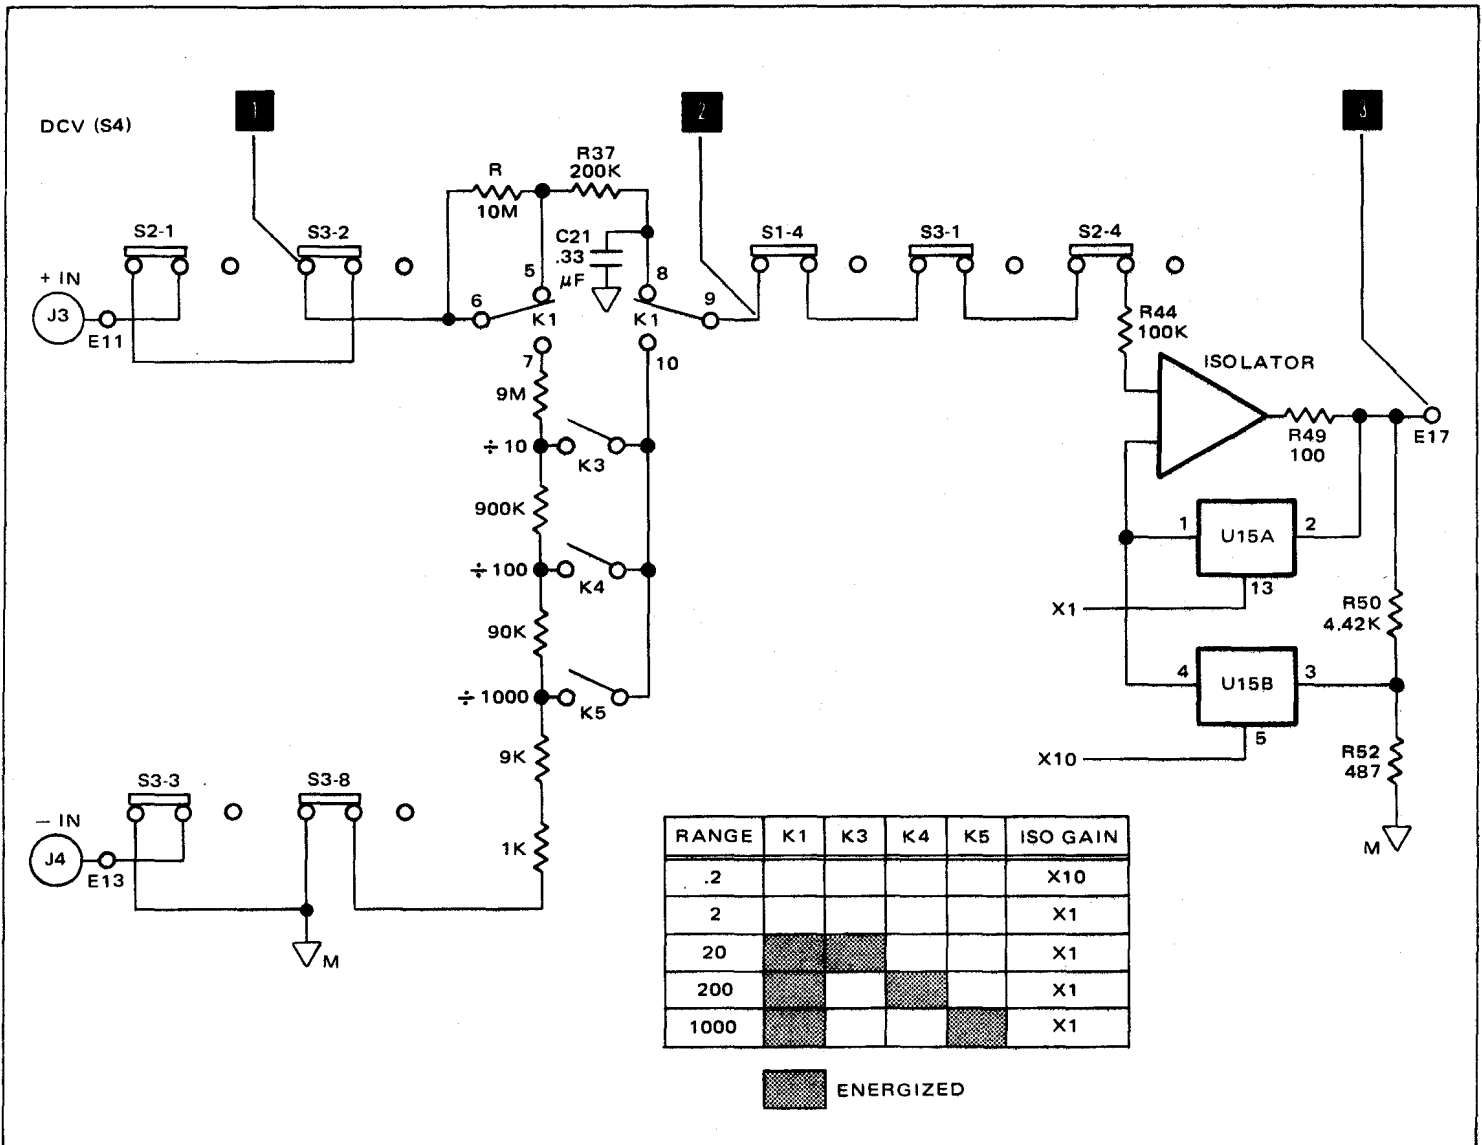 1
2
3
DCV (S4)
R
10M
R37
200K
C21
.33
μF
S2-1
S3-2
S1-4
S3-1
S2-4
+ IN
J3
E11
5
6
K1
7
8
K1
9
10
R44
100K
ISOLATOR
R49
100
E17
9M
÷10
K3
900K
÷100
K4
90K
÷1000
K5
9K
1K
1
U15A
2
13
X1
R50
4.42K
4
U15B
3
5
X10
R52
487
M
S3-3
S3-8
— IN
J4
E13
M
RANGE K1 K3 K4 K5 ISO GAIN
.2 X10
2 X1
20 X1
200 X1
1000 X1
ENERGIZED